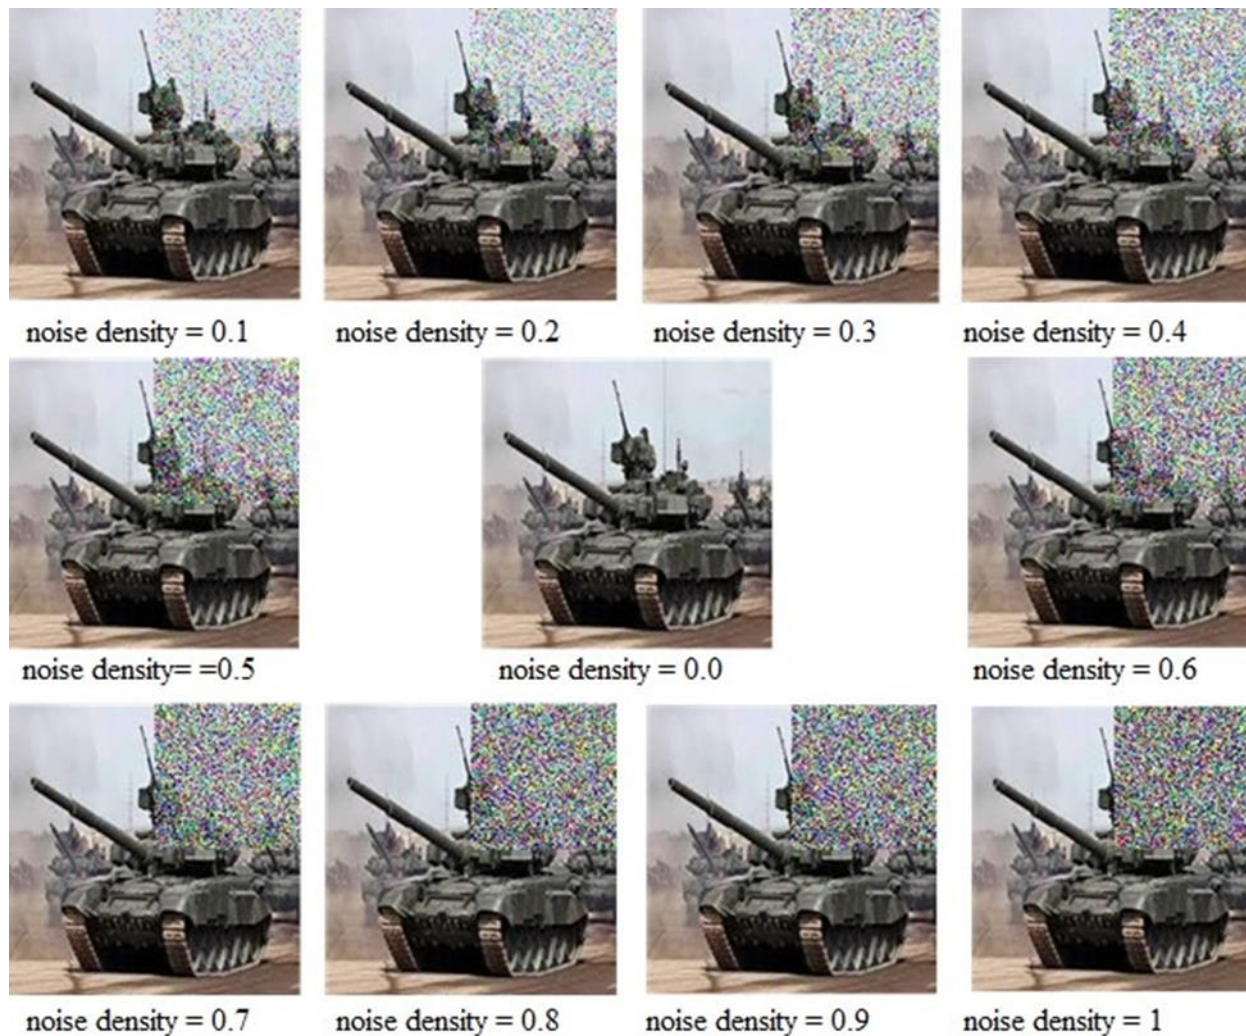 noise density = 0.1
noise density = 0.2
noise density = 0.3
noise density = 0.4
noise density= =0.5
noise density = 0.0
noise density = 0.6
noise density = 0.7
noise density = 0.8
noise density = 0.9
noise density = 1